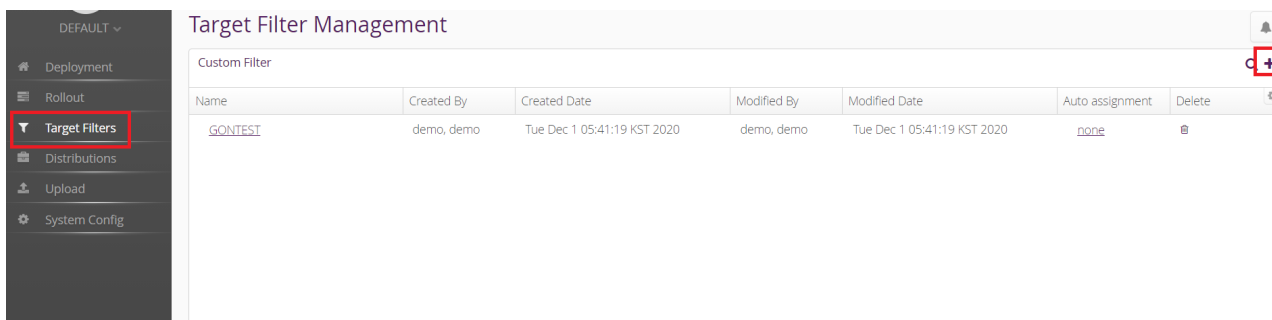 DEFAULT
Target Filter Management
Deployment
Rollout
Target Filters
Distributions
Upload
System Config
Custom Filter
Name Created By Created Date Modified By Modified Date Auto assignment Delete
GONTEST demo, demo Tue Dec 1 05:41:19 KST 2020 demo, demo Tue Dec 1 05:41:19 KST 2020 none